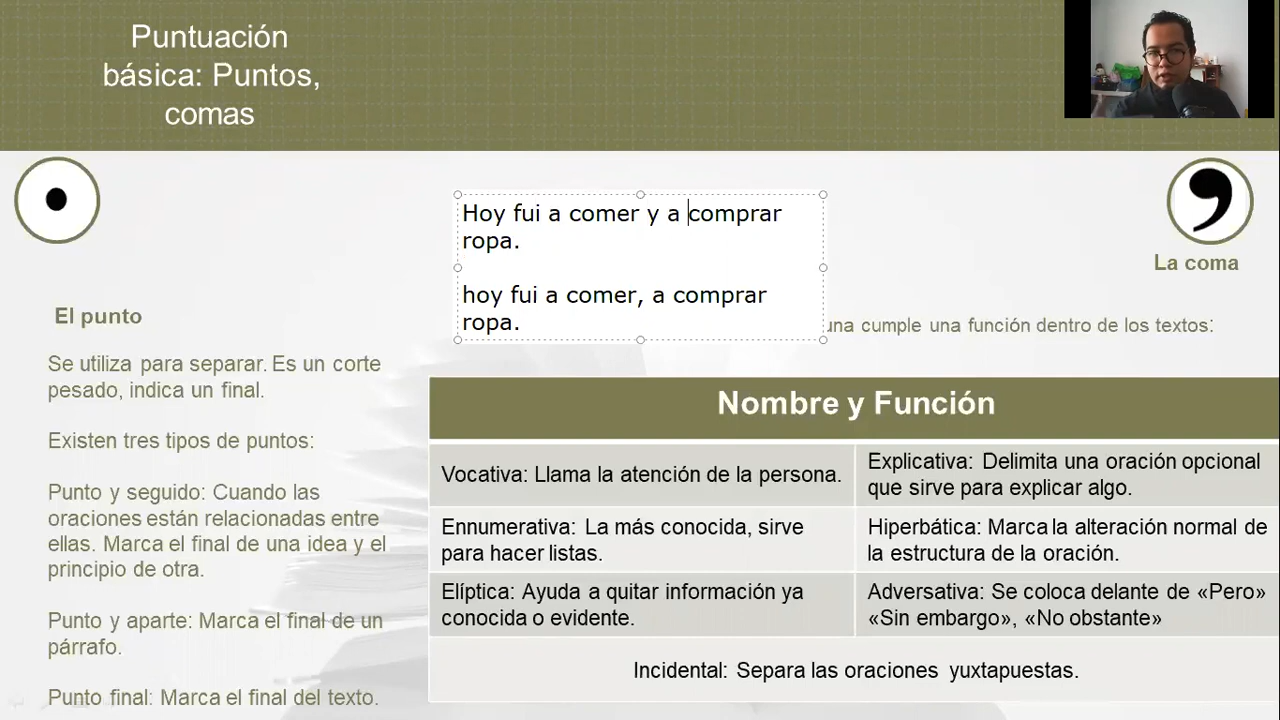 Puntuación
básica: Puntos,
comas
Hoy fui a comer y a comprar
ropa.
hoy fui a comer, a comprar
ropa.
La coma
una cumple una función dentro de los textos:
El punto
Se utiliza para separar. Es un corte
pesado, indica un final.
Existen tres tipos de puntos:
Punto y seguido: Cuando las
oraciones están relacionadas entre
ellas. Marca el final de una idea y el
principio de otra.
Punto y aparte: Marca el final de un
párrafo.
Punto final: Marca el final del texto.
Nombre y Función
Vocativa: Llama la atención de la persona.
Explicativa: Delimita una oración opcional
que sirve para explicar algo.
Ennumerativa: La más conocida, sirve
para hacer listas.
Hiperbática: Marca la alteración normal de
la estructura de la oración.
Elíptica: Ayuda a quitar información ya
conocida o evidente.
Adversativa: Se coloca delante de «Pero»
«Sin embargo», «No obstante»
Incidental: Separa las oraciones yuxtapuestas.